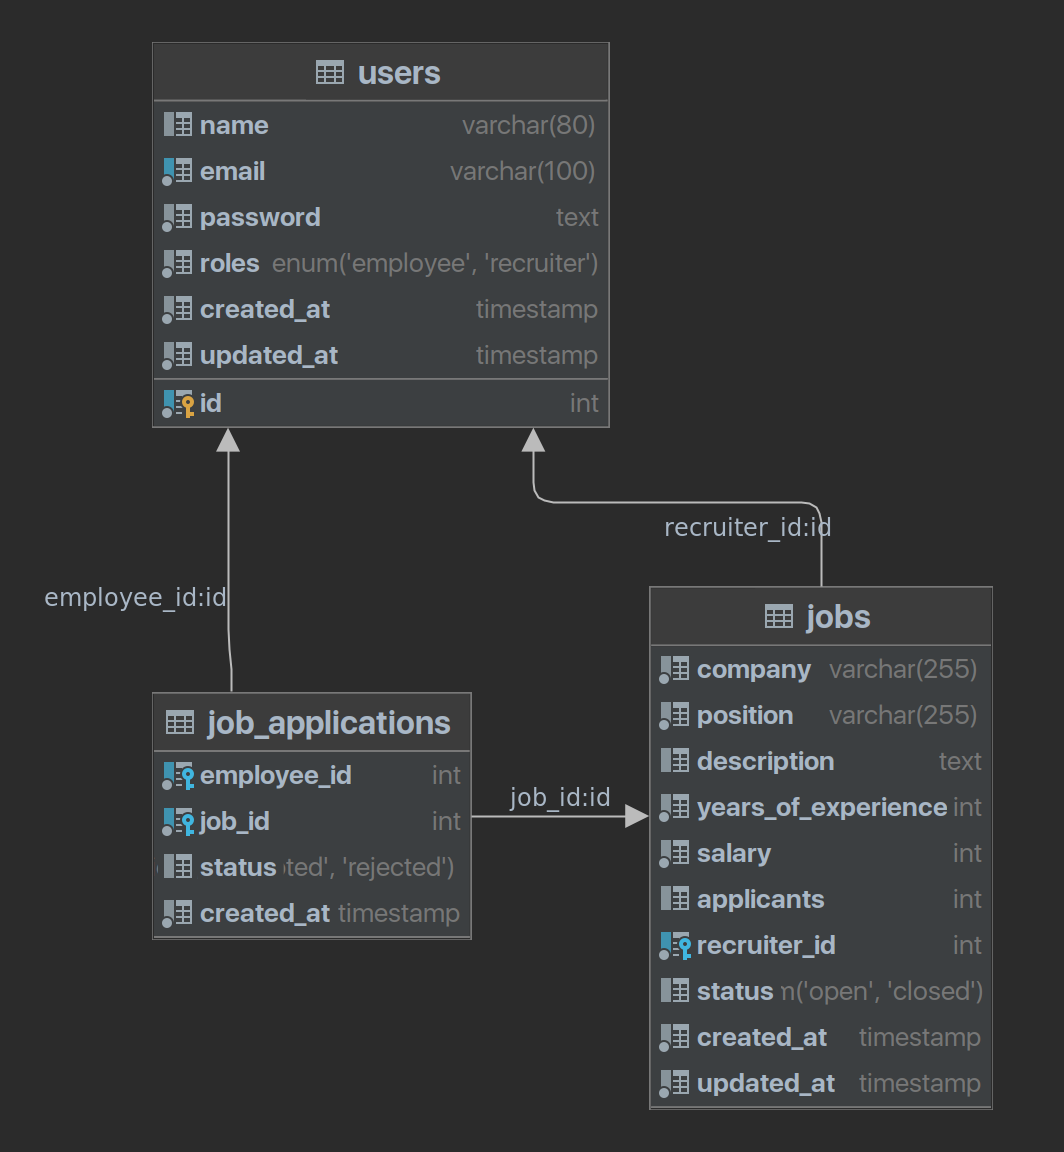 users
name varchar(80)
email varchar(100)
password text
roles enum('employee', 'recruiter')
created_at timestamp
updated_at timestamp
id int
recruiter_id:id
employee_id:id
jobs
company varchar(255)
position varchar(255)
description text
years_of_experience int
salary int
applicants int
recruiter_id int
status m('open', 'closed')
created_at timestamp
updated_at timestamp
job_applications
employee_id int
job_id int
status ted', 'rejected')
created_at timestamp
job_id:id